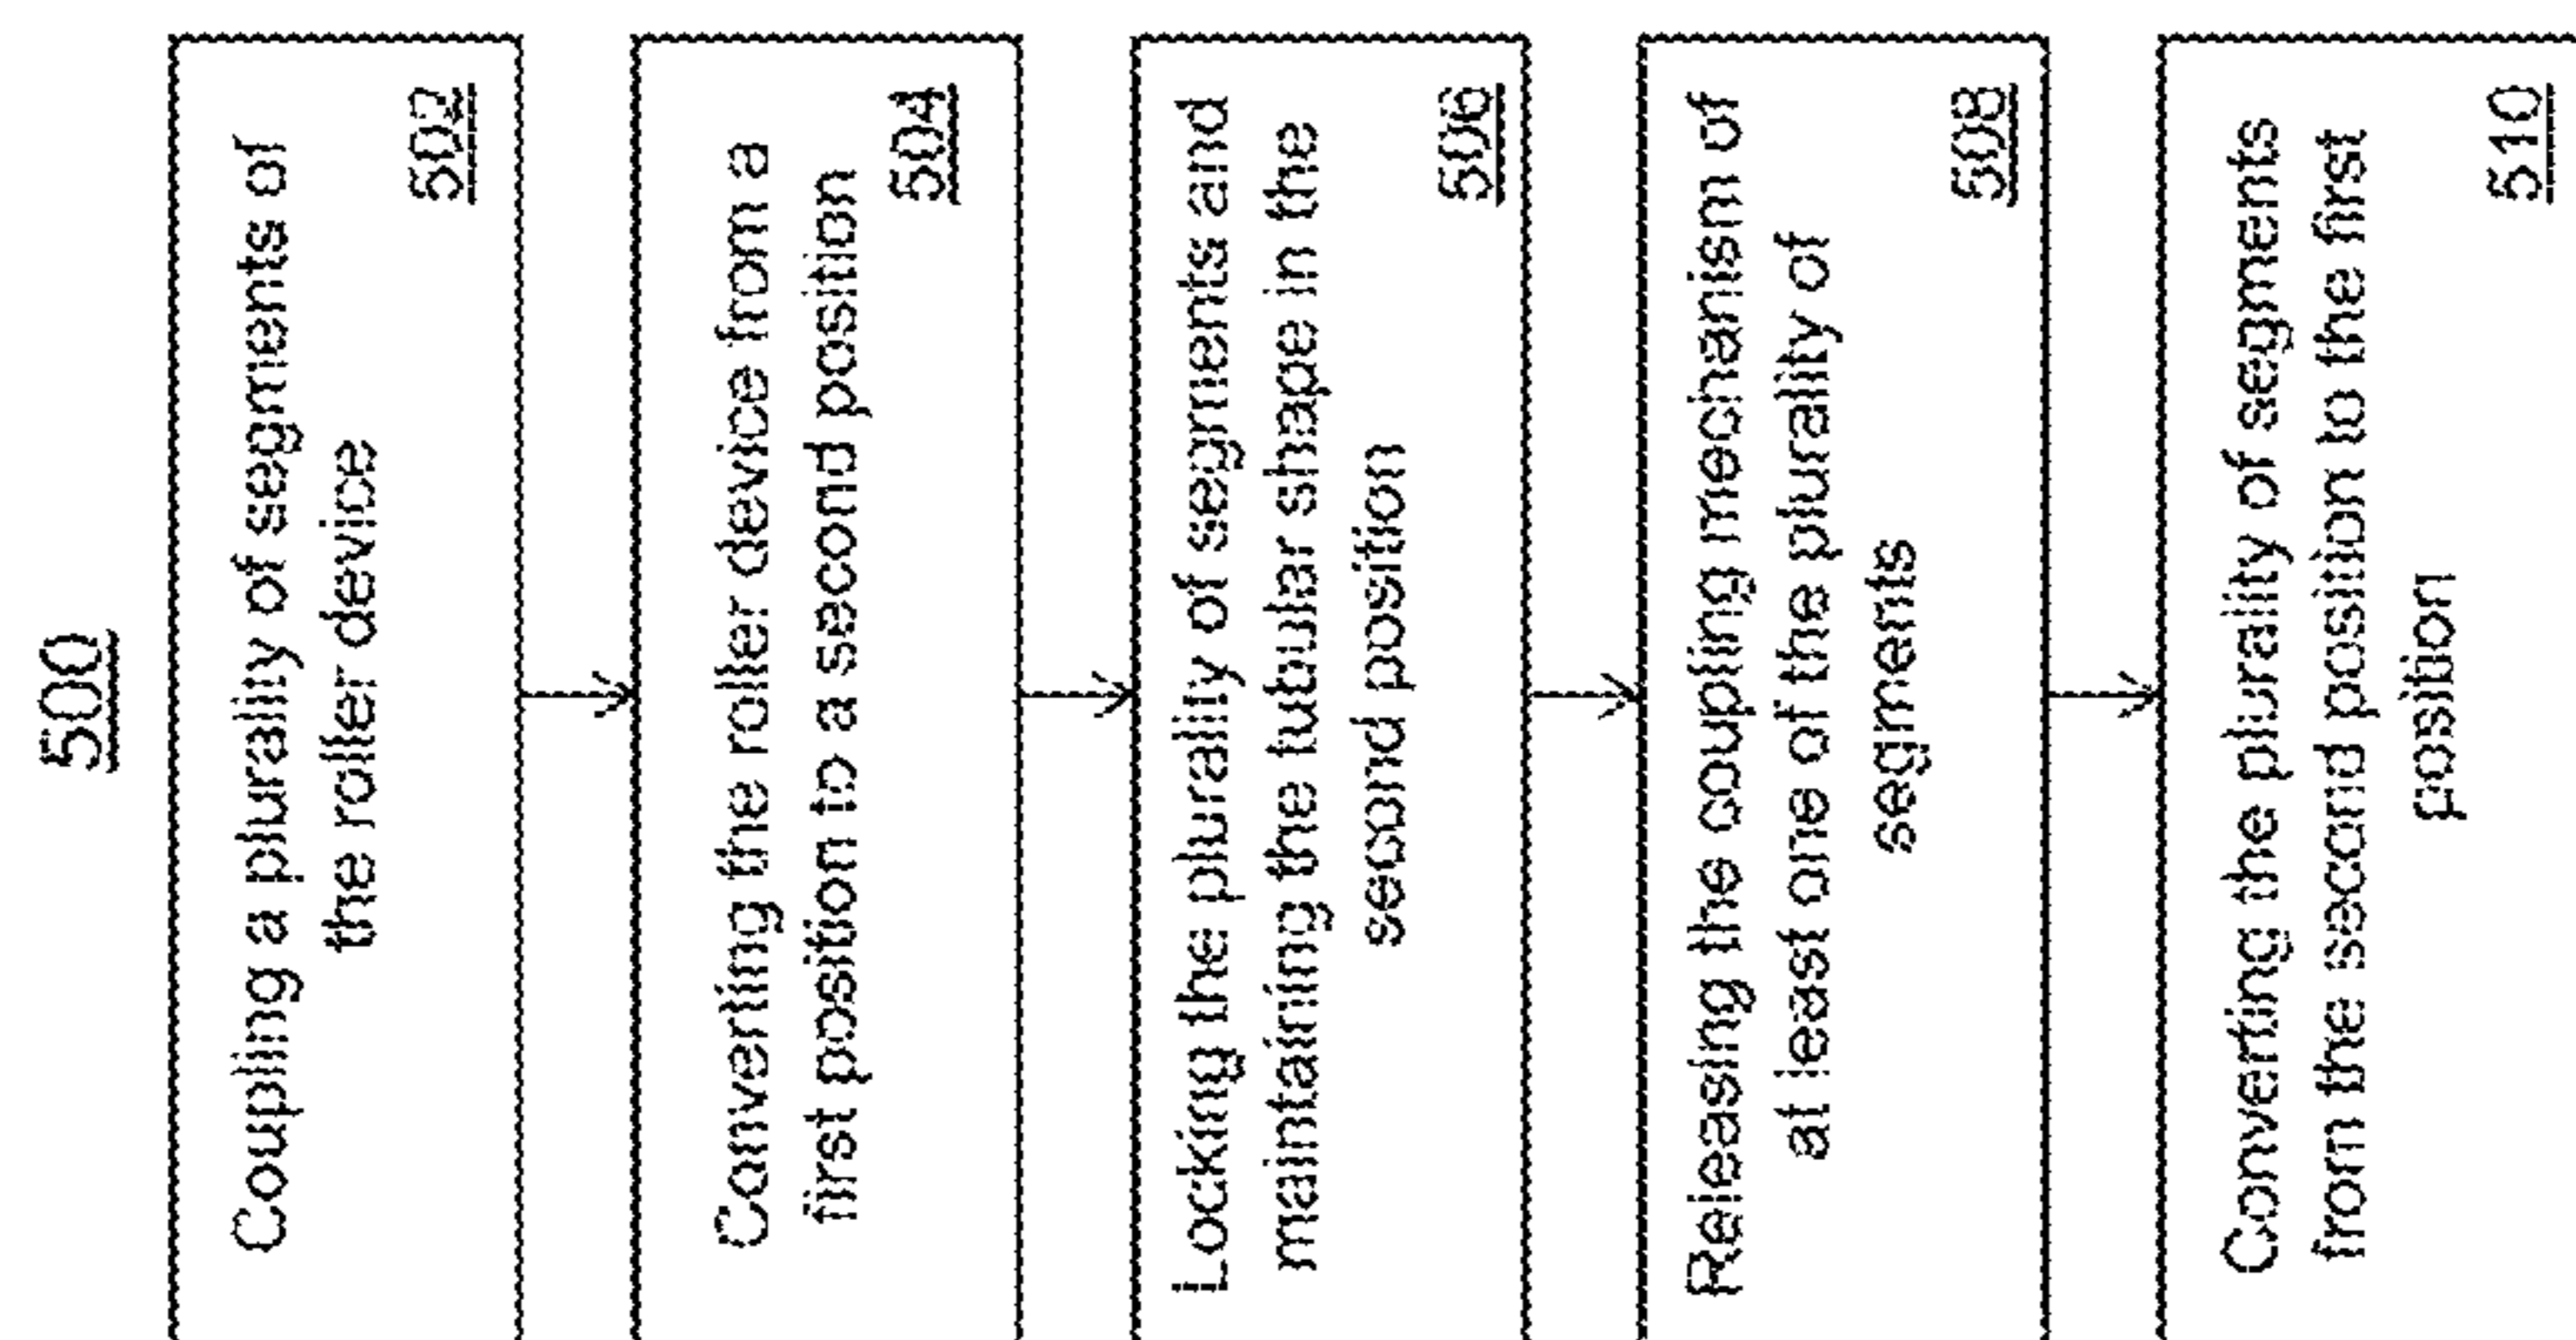 500
Coupling a plurality of segments of
the roller device
502
Converting the roller device from a
first position to a second position
504
Locking the plurality of segments and
maintaining the tubular shape in the
second position
506
Releasing the coupling mechanism of
at least one of the plurality of
segments
508
Converting the plurality of segments
from the second position to the first
position
510